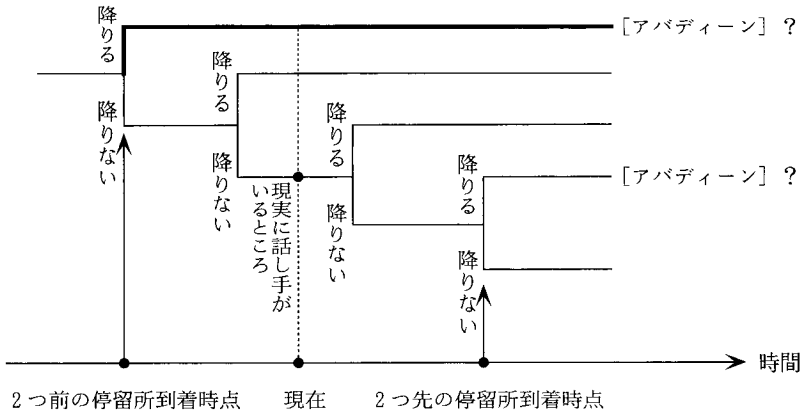 降りる
[アバディーン] ?
降りない
降りる
降りない
降りる
降りない
現実に話し手が
いるところ
降りる
[アバディーン] ?
降りない
時間
2つ前の停留所到着時点
現在
2つ先の停留所到着時点